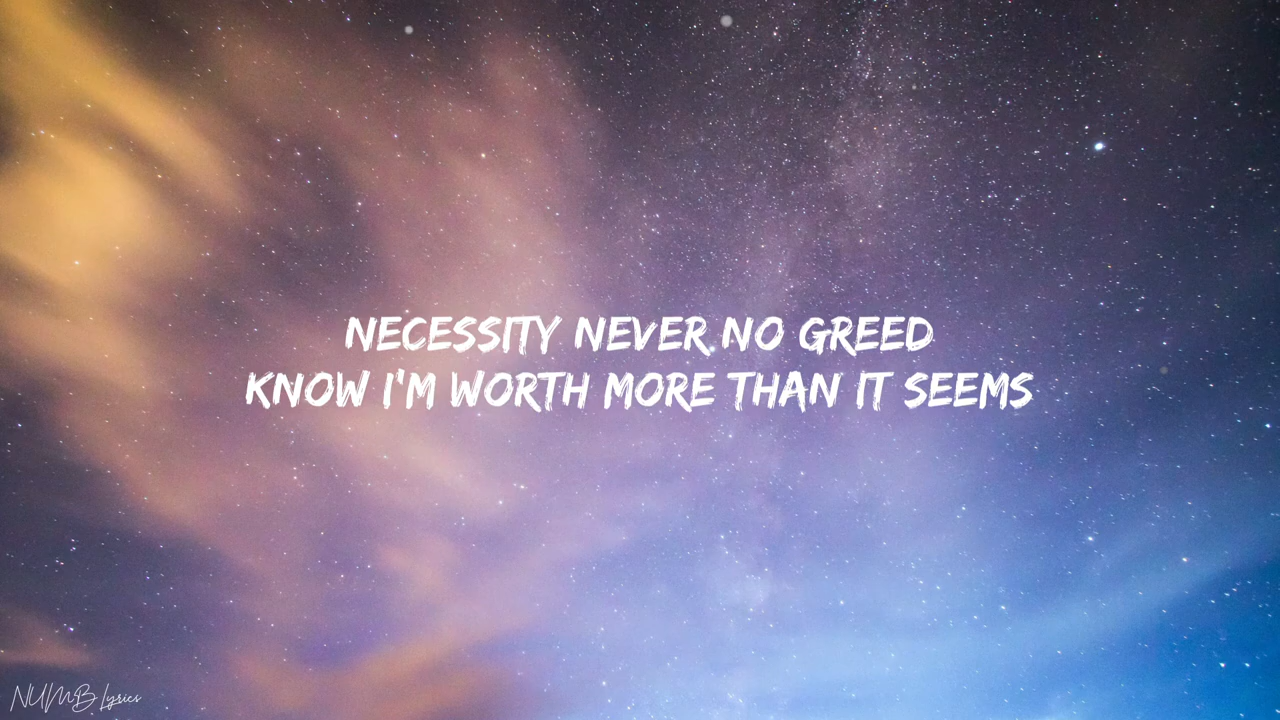 NECESSITY NEVER NO GREED
KNOW I'M WORTH MORE THAN IT SEEMS
NUMB Lyrics